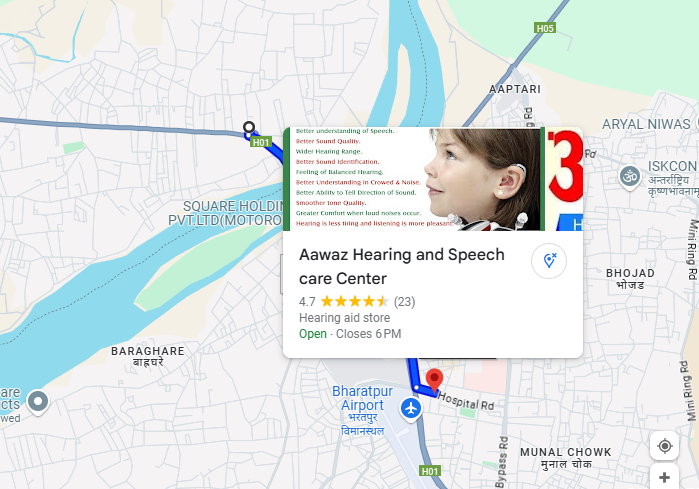 H05
AAPTARI
ng Rd
ARYAL NIWAS
H01
Better understanding of Speech.
Better Sound Quality.
Wider Hearing Range.
Better Sound Identification.
Feeling of Balanced Hearing.
Better Understanding in Crowed & Noise.
Better Ability to Tell Direction of Sound.
Smoother tone Quality.
Greater Comfort when loud noises occur.
Hearing is less tiring and listening is more pleasant.
3
H
Rd
ISKCON
अन्तर्राष्ट्रिय
कृष्णभावनाम
SQUARE HOLDIN
PVT.LTD(MOTORO
Aawaz Hearing and Speech
care Center
4.7 (23)
Hearing aid store
Open · Closes 6 PM
Mini Ring Rd
BHOJAD
भोजड
BARAGHARE
बाह्रघरे
are
cts
wed
Bharatpur
Airport
भरतपुर
विमानस्थल
Hospital Rd
Mini Ring Rd
Bypass Rd
MUNAL CHOWK
मुनाल चोक
H01